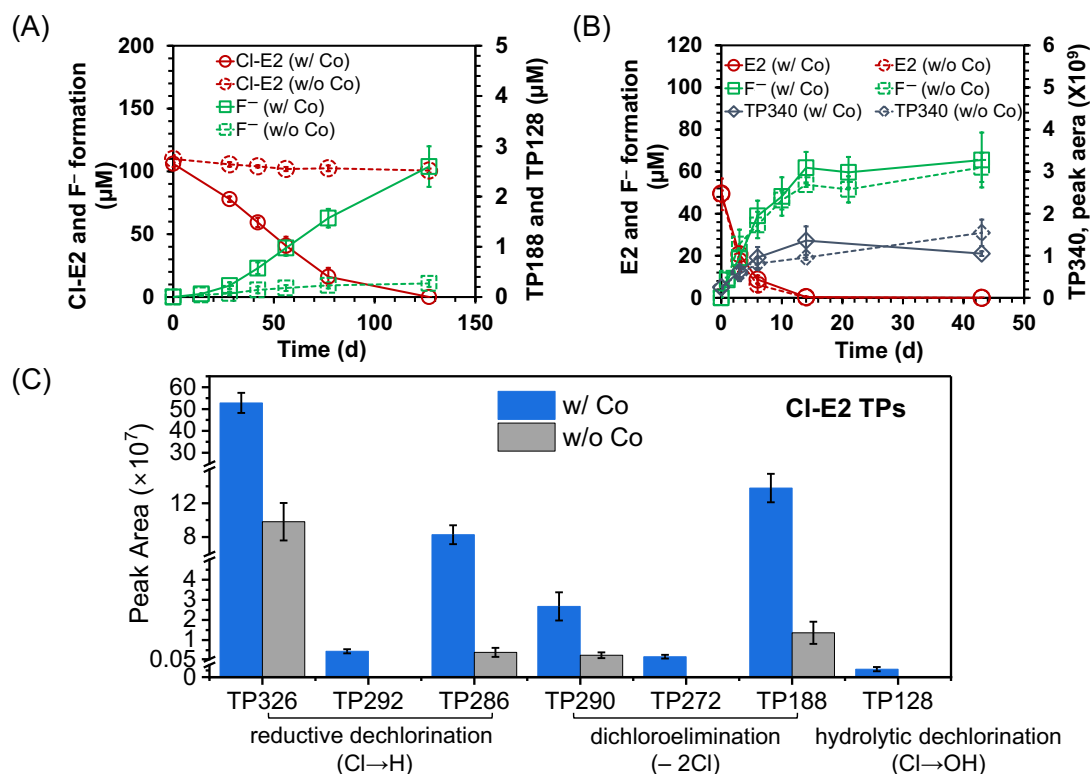 (A)
200
150
100
50
0
0
50
100
150
5
4
3
2
1
0
Cl-E2 (w/ Co)
Cl-E2 (w/o Co)
F⁻ (w/ Co)
F⁻ (w/o Co)
Cl-E2 and F⁻ formation
(μM)
TP188 and TP128 (μM)
Time (d)
(B)
120
100
80
60
40
20
0
0
10
20
30
40
50
6
5
4
3
2
1
0
E2 (w/ Co)
E2 (w/o Co)
F⁻ (w/ Co)
F⁻ (w/o Co)
TP340 (w/ Co)
TP340 (w/o Co)
E2 and F⁻ formation
(μM)
TP340, peak aera (X10⁹)
Time (d)
(C)
60
50
40
30
12
8
4
2
1
0.05
0
Peak Area (×10⁷)
w/ Co
w/o Co
Cl-E2 TPs
TP326 TP292 TP286 TP290 TP272 TP188 TP128
reductive dechlorination dichloroelimination hydrolytic dechlorination
(Cl→H) (– 2Cl) (Cl→OH)